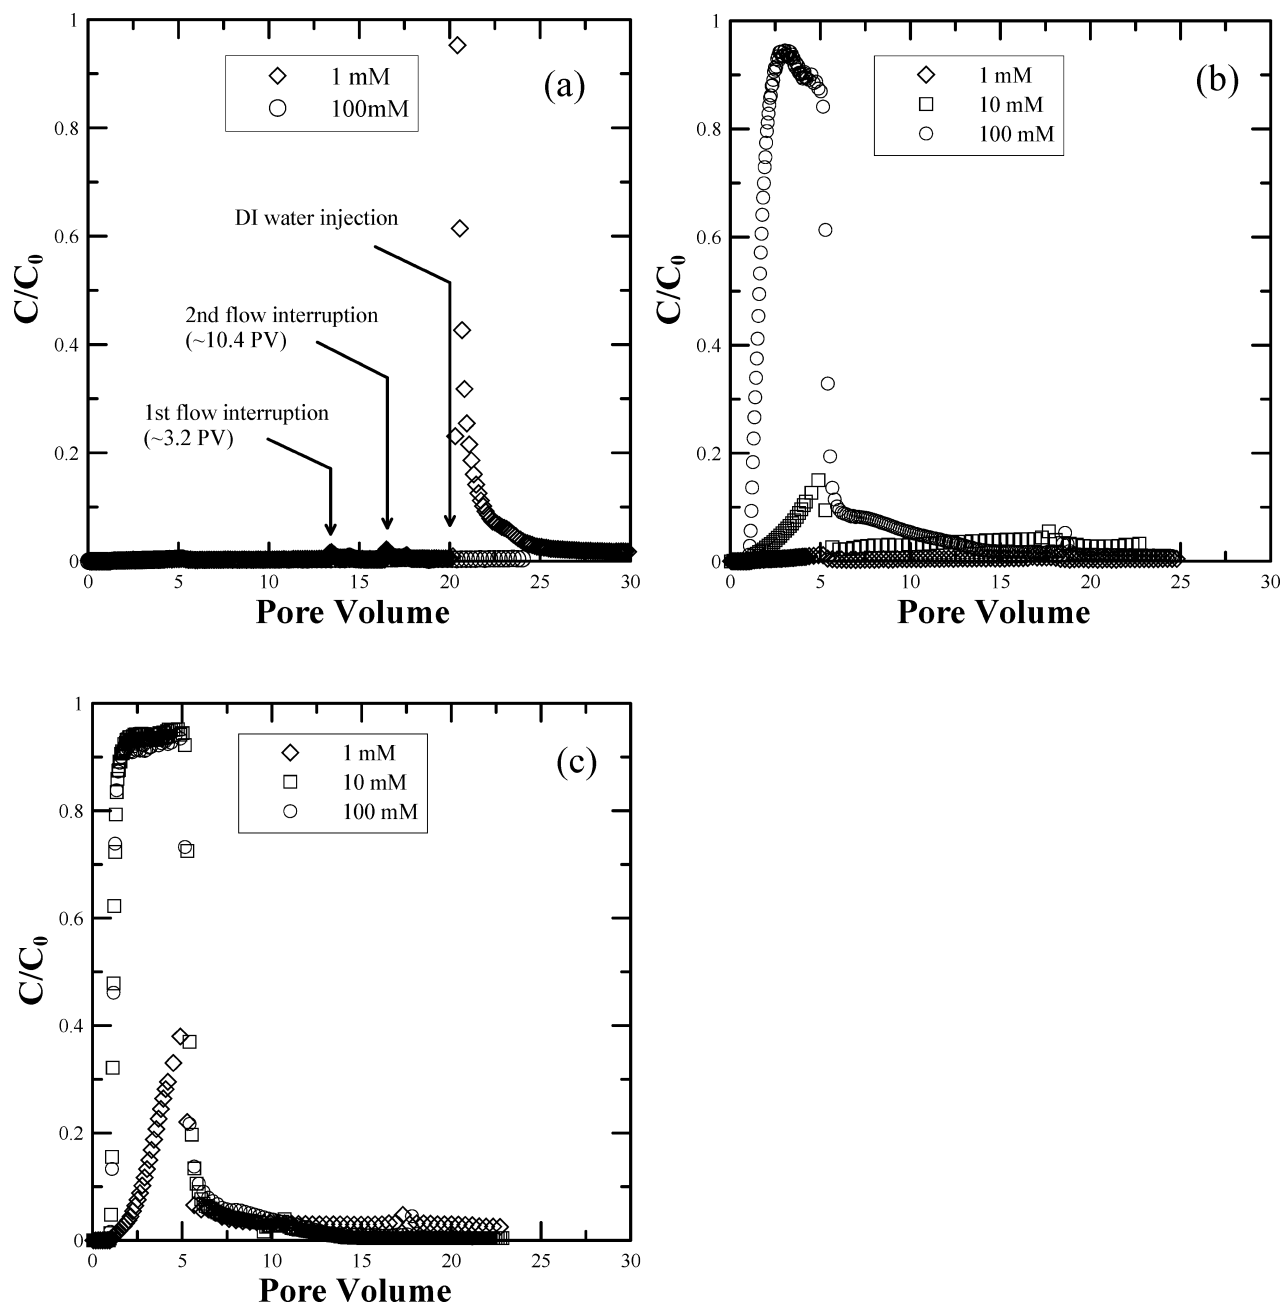 (a)
1 mM
100mM
DI water injection
2nd flow interruption
(~10.4 PV)
1st flow interruption
(~3.2 PV)
C/C0
1
0.8
0.6
0.4
0.2
0
0 5 10 15 20 25 30
Pore Volume
(b)
1 mM
10 mM
100 mM
C/C0
1
0.8
0.6
0.4
0.2
0
0 5 10 15 20 25 30
Pore Volume
(c)
1 mM
10 mM
100 mM
C/C0
1
0.8
0.6
0.4
0.2
0
0 5 10 15 20 25 30
Pore Volume